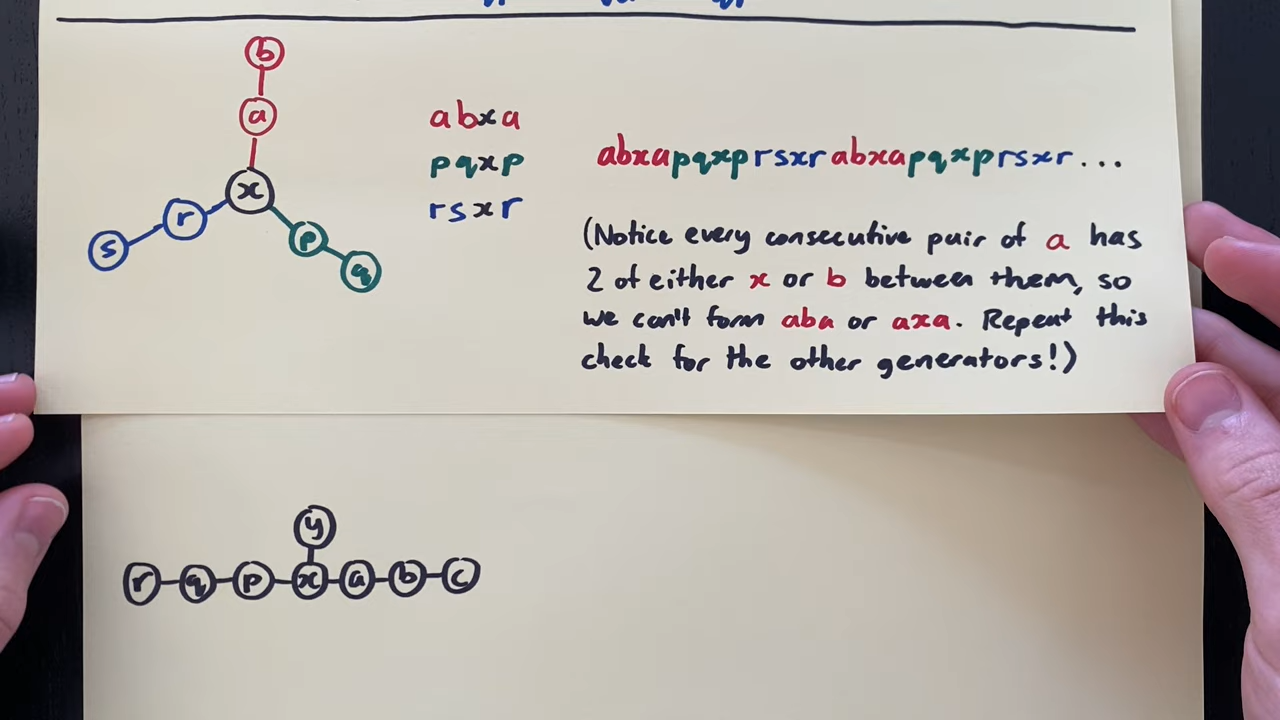 b
a
x
r
s
p
q
abxa
pqxp
rsxr
abxapqxprsxrabxapqxprsxr...
(Notice every consecutive pair of a has
2 of either x or b between them, so
we can't form aba or axa. Repeat this
check for the other generators!)
y
r q p x a b c